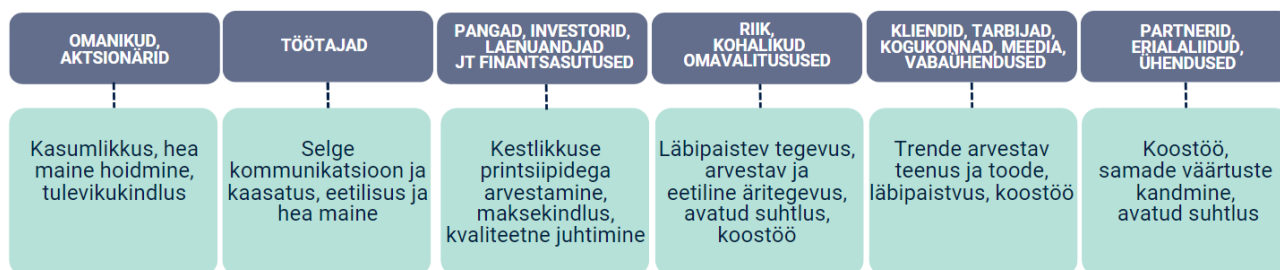 OMANIKUD,
AKTSIONÄRID
TÖÖTAJAD
PANGAD, INVESTORID,
LAENUANDJAD
JT FINANTSASUTUSED
RIIK,
KOHALIKUD
OMAVALITSUSUSED
KLIENDID, TARBIJAD,
KOGUKONNAD, MEEDIA,
VABAÜHENDUSED
PARTNERID,
ERIALALIIDUD,
ÜHENDUSED
Kasumlikkus, hea
maine hoidmine,
tulevikukindlus
Selge
kommunikatsioon ja
kaasatus, eetilisus ja
hea maine
Kestlikkuse
printsiipidega
arvestamine,
maksekindlus,
kvaliteetne juhtimine
Läbipaistev tegevus,
arvestav ja
eetiline äritegevus,
avatud suhtlus,
koostöö
Trende arvestav
teenus ja toode,
läbipaistvus, koostöö
Koostöö,
samade väärtuste
kandmine,
avatud suhtlus